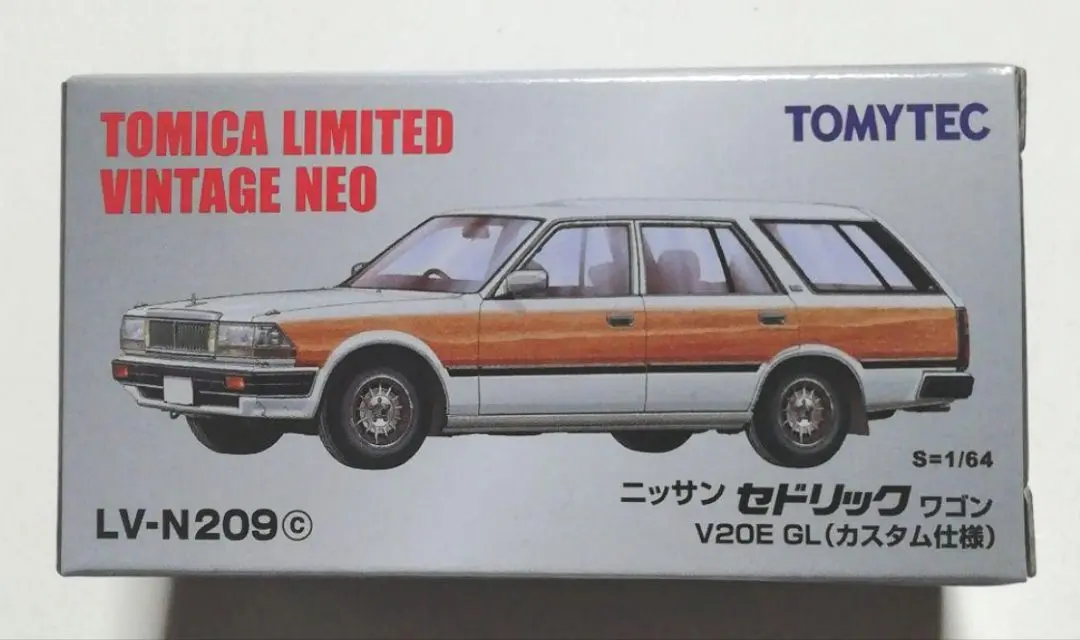 TOMICA LIMITED
VINTAGE NEO
TOMYTEC
S=1/64
LV-N209ⓒ
ニッサン セドリック ワゴン
V20E GL(カスタム仕様)